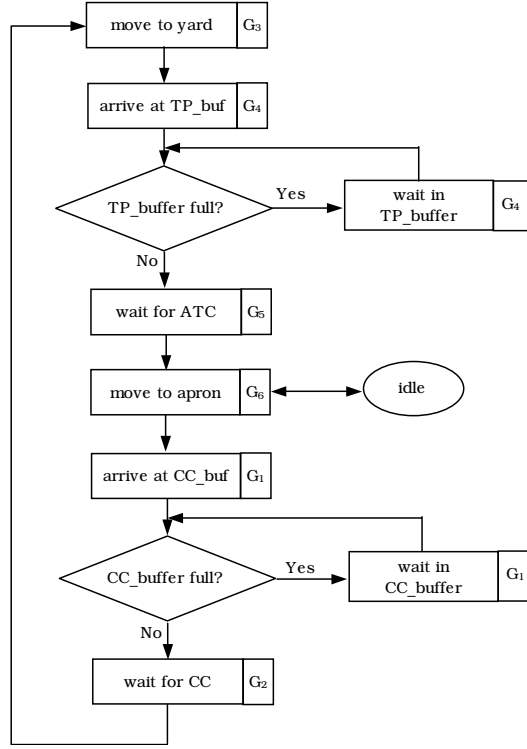 move to yard G₃
arrive at TP_buf G₄
TP_buffer full?
Yes
wait in
TP_buffer
G₄
No
wait for ATC G₅
move to apron G₆
idle
arrive at CC_buf G₁
CC_buffer full?
Yes
wait in
CC_buffer
G₁
No
wait for CC G₂